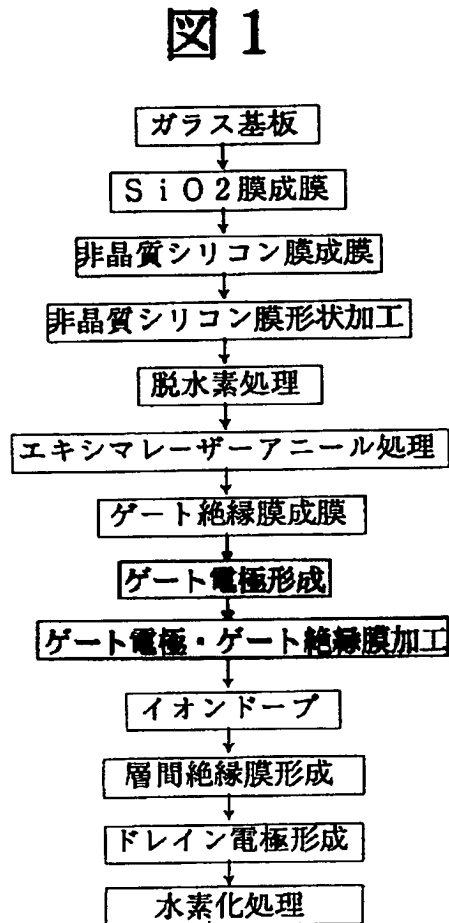 図1
ガラス基板
SiO2膜成膜
非晶質シリコン膜成膜
非晶質シリコン膜形状加工
脱水素処理
エキシマレーザーアニール処理
ゲート絶縁膜成膜
ゲート電極形成
ゲート電極・ゲート絶縁膜加工
イオンドープ
層間絶縁膜形成
ドレイン電極形成
水素化処理